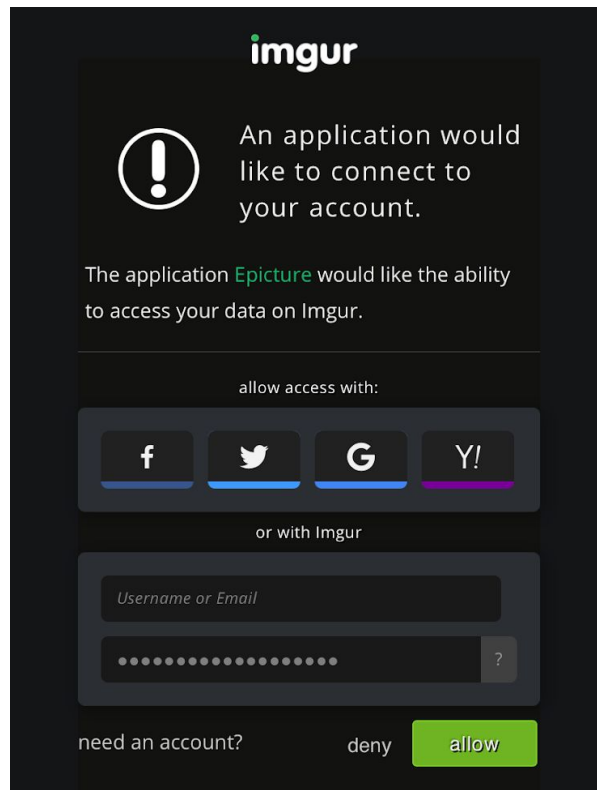 imgur
An application would
like to connect to
your account.
The application Epicture would like the ability
to access your data on Imgur.
allow access with:
f G Y!
or with Imgur
Username or Email
?
need an account? deny allow